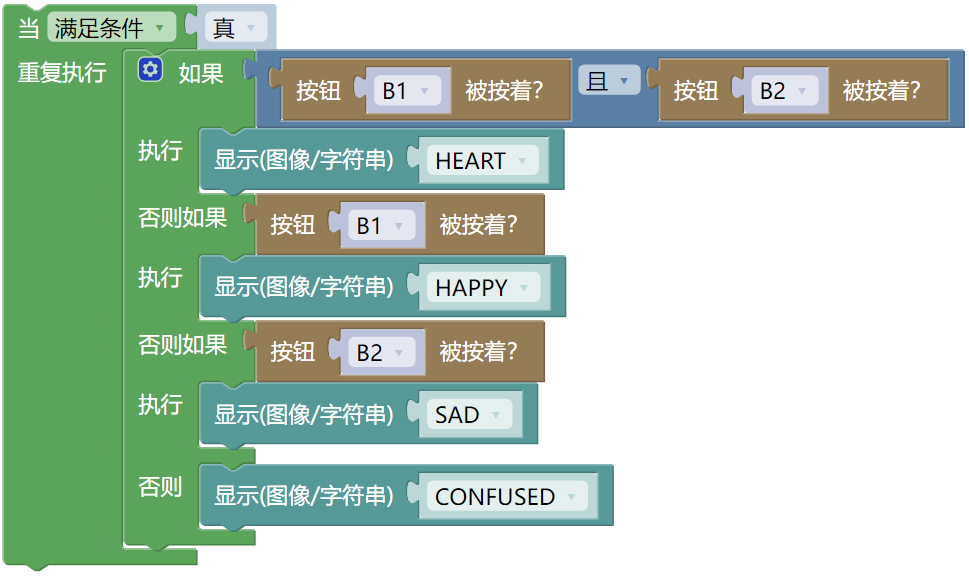 当 满足条件 真
重复执行 如果 按钮 B1 被按着? 且 按钮 B2 被按着?
执行 显示(图像/字符串) HEART
否则如果 按钮 B1 被按着?
执行 显示(图像/字符串) HAPPY
否则如果 按钮 B2 被按着?
执行 显示(图像/字符串) SAD
否则 显示(图像/字符串) CONFUSED